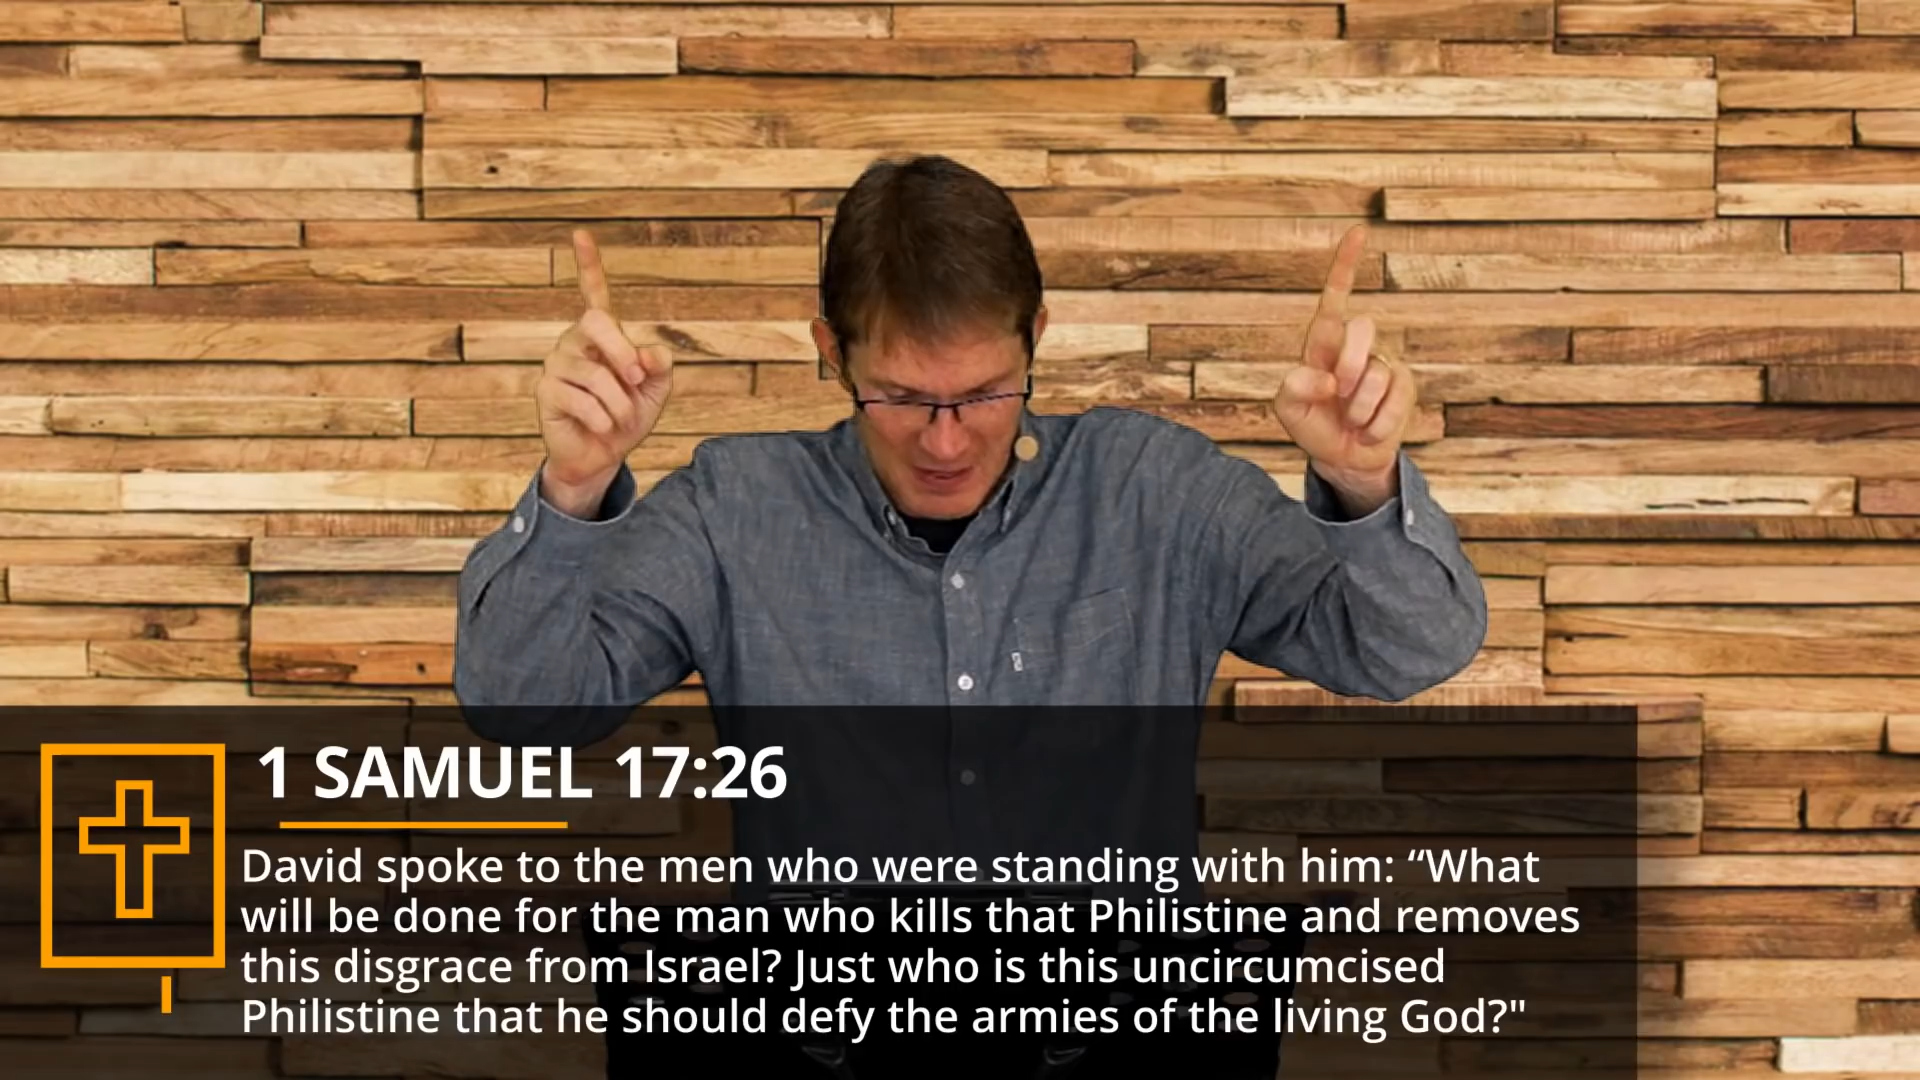 1 SAMUEL 17:26
David spoke to the men who were standing with him: “What
will be done for the man who kills that Philistine and removes
this disgrace from Israel? Just who is this uncircumcised
Philistine that he should defy the armies of the living God?"